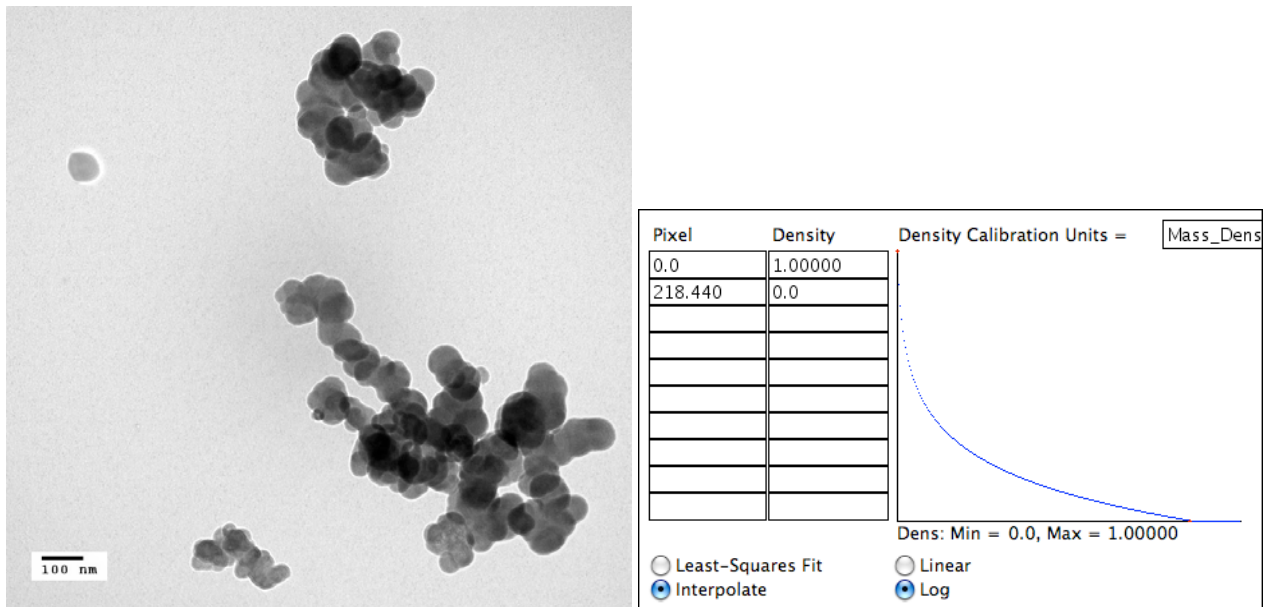 100 nm
Pixel Density Density Calibration Units = Mass_Dens
0.0 1.00000
218.440 0.0
Dens: Min = 0.0, Max = 1.00000
Least-Squares Fit Linear
Interpolate Log